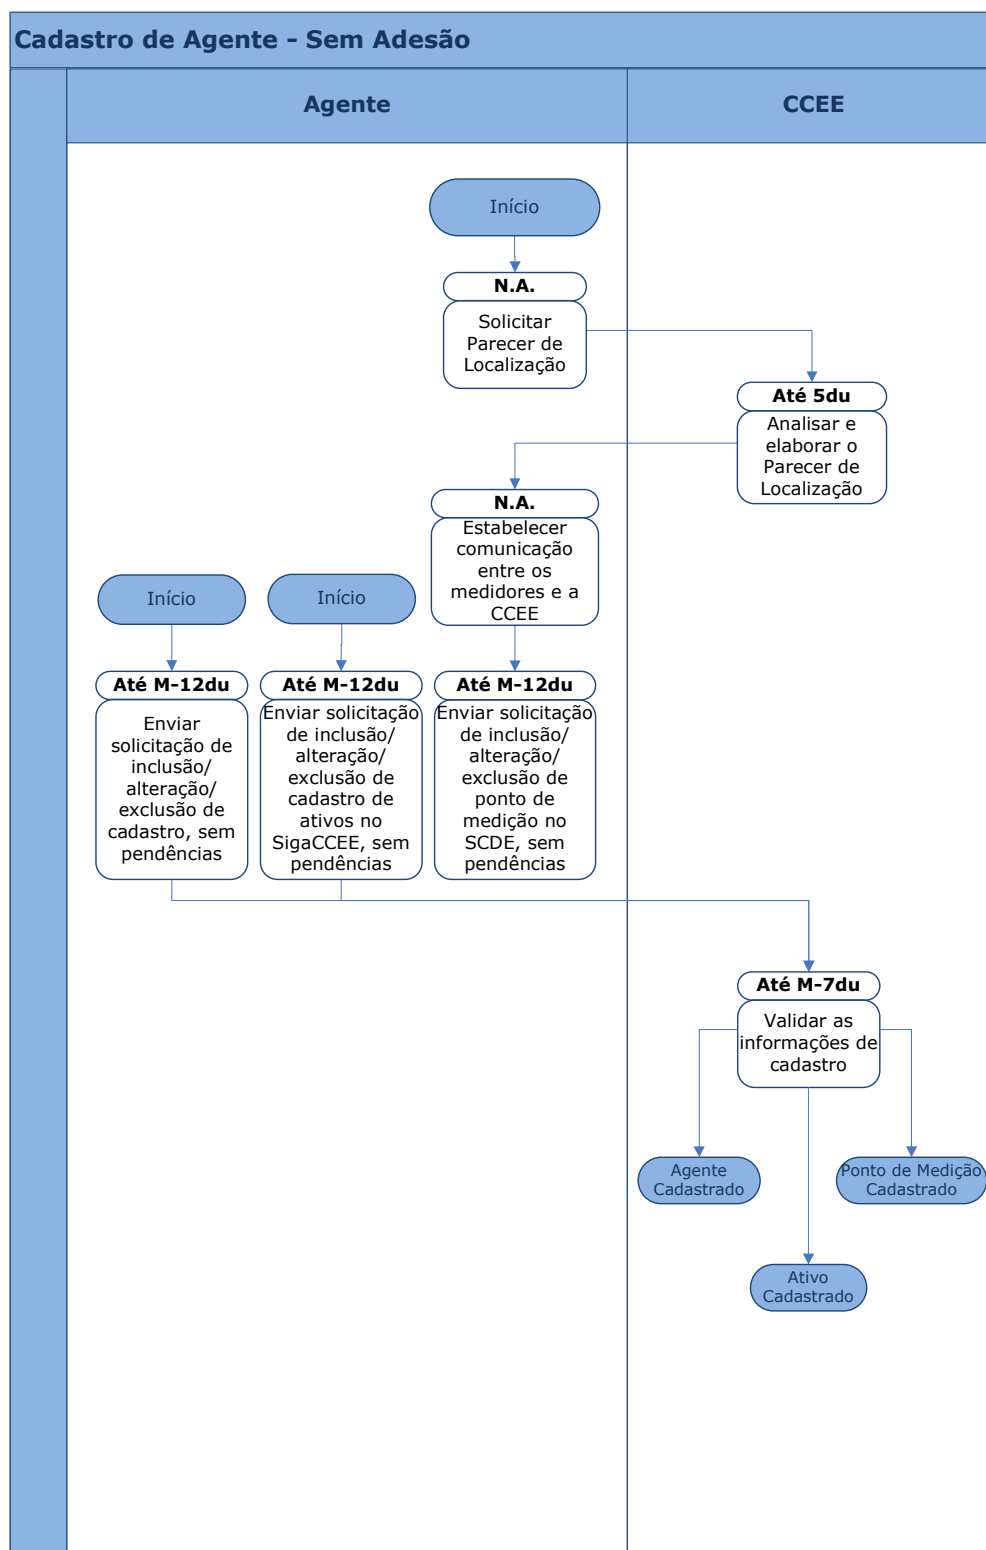 Cadastro de Agente - Sem Adesão
Agente
CCEE
Início
N.A.
Solicitar
Parecer de
Localização
Até 5du
Analisar e
elaborar o
Parecer de
Localização
N.A.
Estabelecer
comunicação
entre os
medidores e a
CCEE
Início
Início
Até M-12du
Enviar
solicitação de
inclusão/
alteração/
exclusão de
cadastro, sem
pendências
Até M-12du
Enviar solicitação
de inclusão/
alteração/
exclusão de
cadastro de
ativos no
SigaCCEE, sem
pendências
Até M-12du
Enviar solicitação
de inclusão/
alteração/
exclusão de
ponto de
medição no
SCDE, sem
pendências
Até M-7du
Validar as
informações de
cadastro
Agente
Cadastrado
Ponto de Medição
Cadastrado
Ativo
Cadastrado